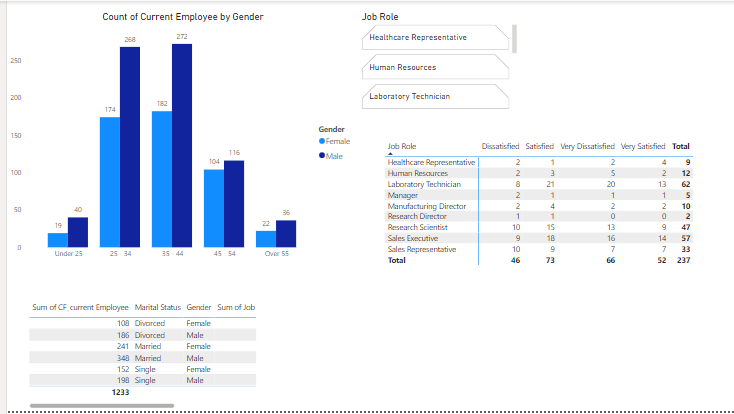 Count of Current Employee by Gender
268
272
250
174
182
200
150
104
116
100
50
19
40
22
36
0
Under 25
25 34
35 44
45 54
Over 55
Gender
Female
Male
Job Role
Healthcare Representative
Human Resources
Laboratory Technician
Job Role Dissatisfied Satisfied Very Dissatisfied Very Satisfied Total
Healthcare Representative 2 1 2 4 9
Human Resources 2 3 5 2 12
Laboratory Technician 8 21 20 13 62
Manager 2 1 1 1 5
Manufacturing Director 2 4 2 2 10
Research Director 1 1 0 0 2
Research Scientist 10 15 13 9 47
Sales Executive 9 18 16 14 57
Sales Representative 10 9 7 7 33
Total 46 73 66 52 237
Sum of CF_current Employee Marital Status Gender Sum of Job
108 Divorced Female
186 Divorced Male
241 Married Female
348 Married Male
152 Single Female
198 Single Male
1233